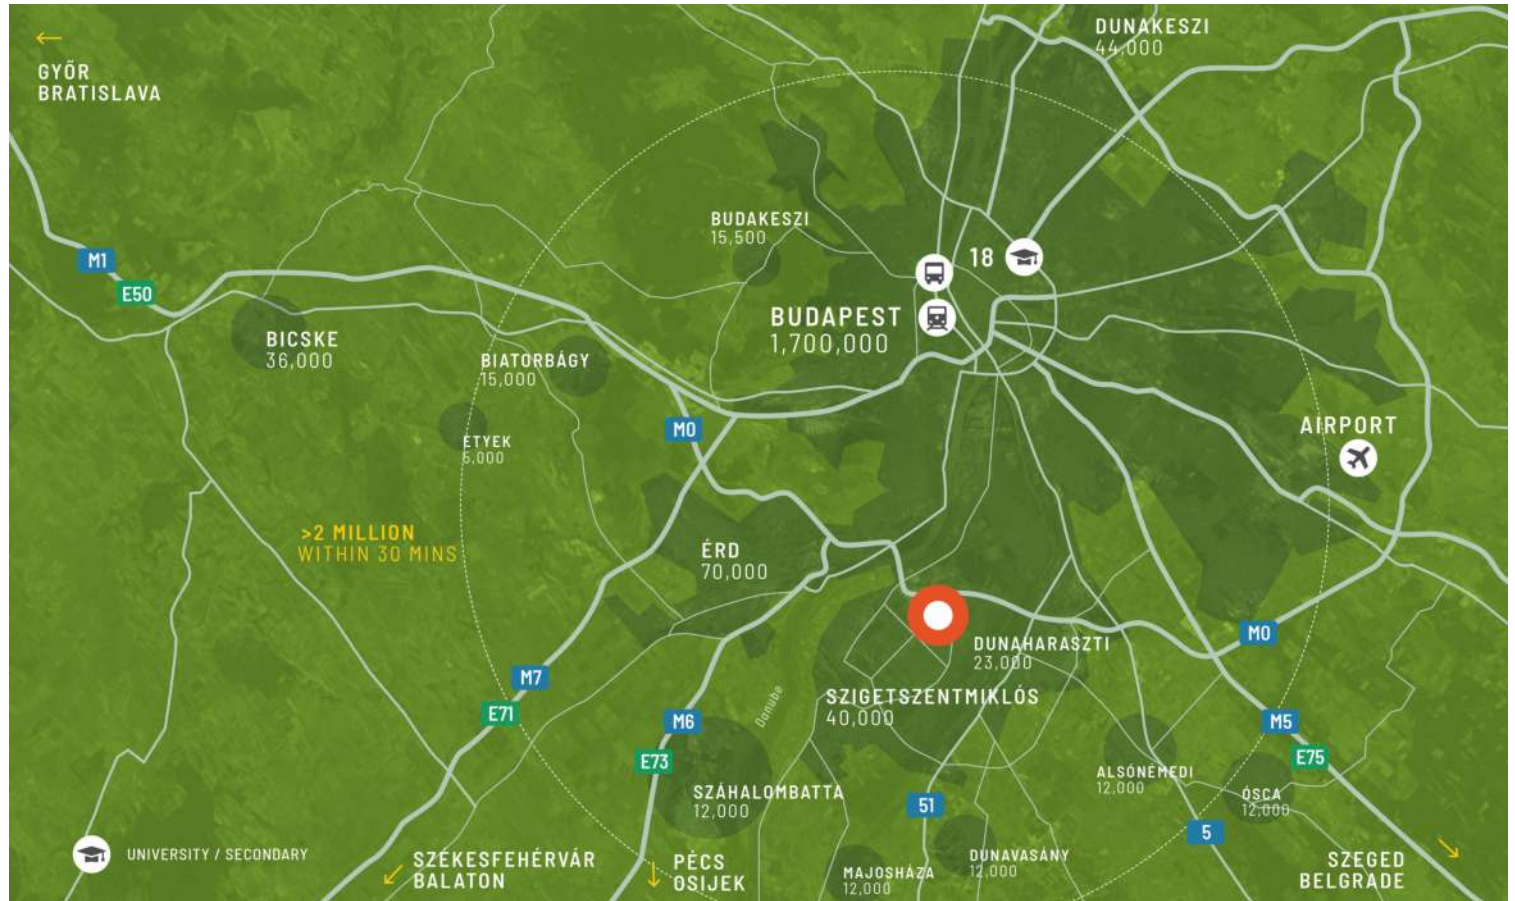 DUNAKESZI
44,000
GYŐR
BRATISLAVA
BUDAKESZI
15,500
18
M1
E50
BUDAPEST
1,700,000
BICSKE
36,000
BIATORBÁGY
15,000
M0
ETYEK
5,000
AIRPORT
>2 MILLION
WITHIN 30 MINS
ÉRD
70,000
DUNAHARASZTI
23,000
M0
M7
E71
SZIGETSZENTMIKLÓS
40,000
Danube
M6
E73
M5
E75
SZÁHALOMBATTA
12,000
51
ALSÓNÉMEDI
12,000
ÓSCA
12,000
5
UNIVERSITY / SECONDARY
SZÉKESFEHÉRVÁR
BALATON
PÉCS
OSIJEK
MAJOSHÁZA
12,000
DUNAVASÁNY
12,000
SZEGED
BELGRADE